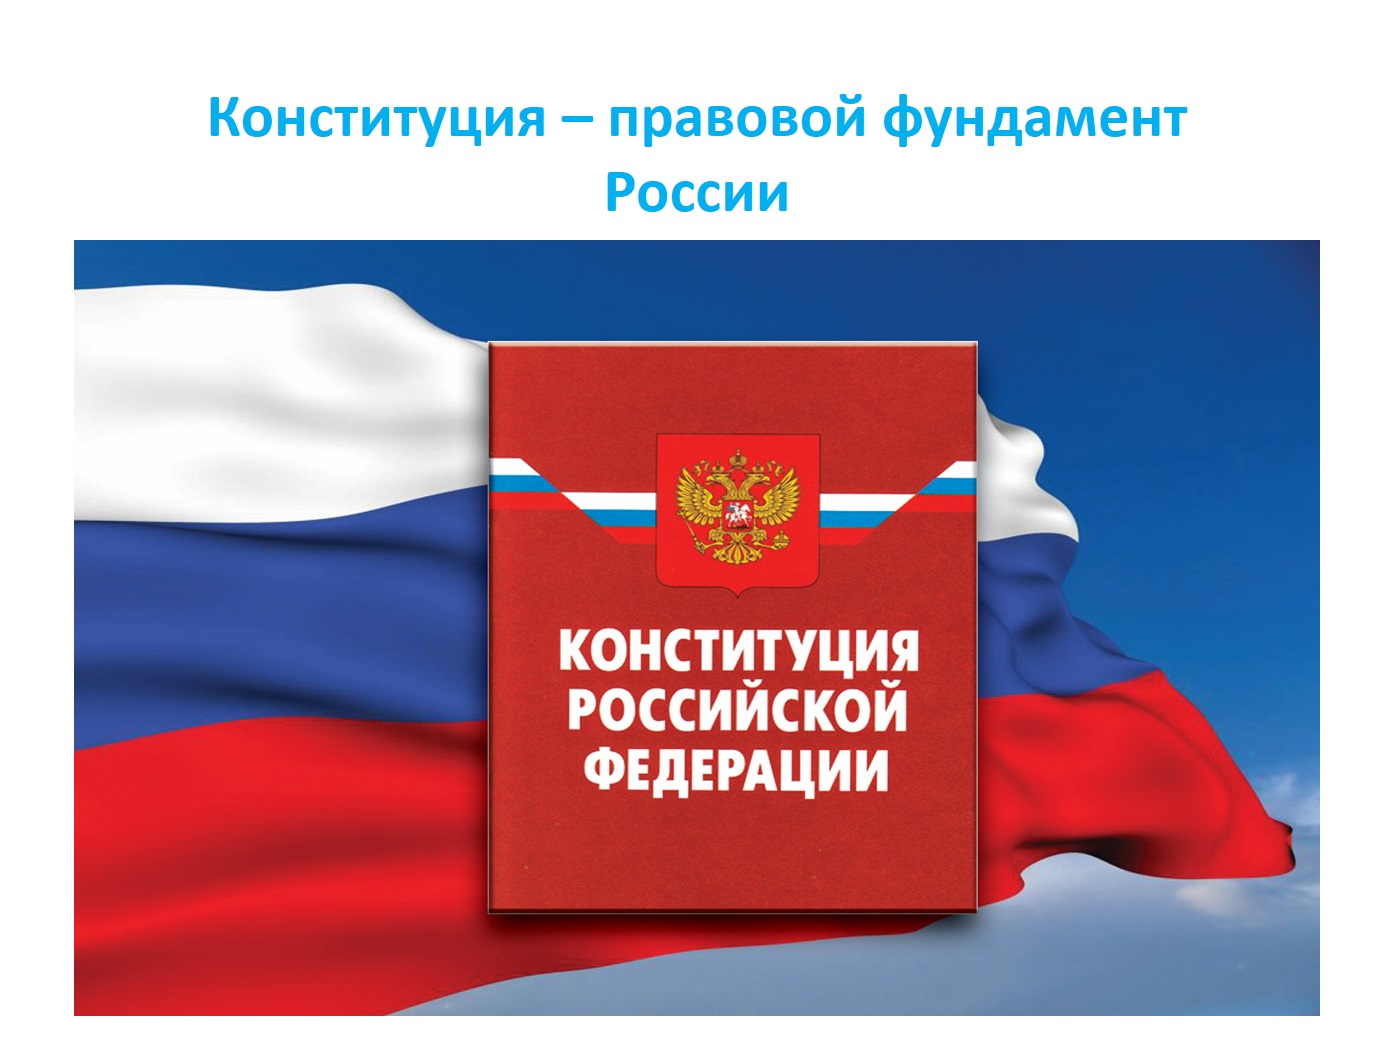 Конституция – правовой фундамент
России
КОНСТИТУЦИЯ
РОССИЙСКОЙ
ФЕДЕРАЦИИ